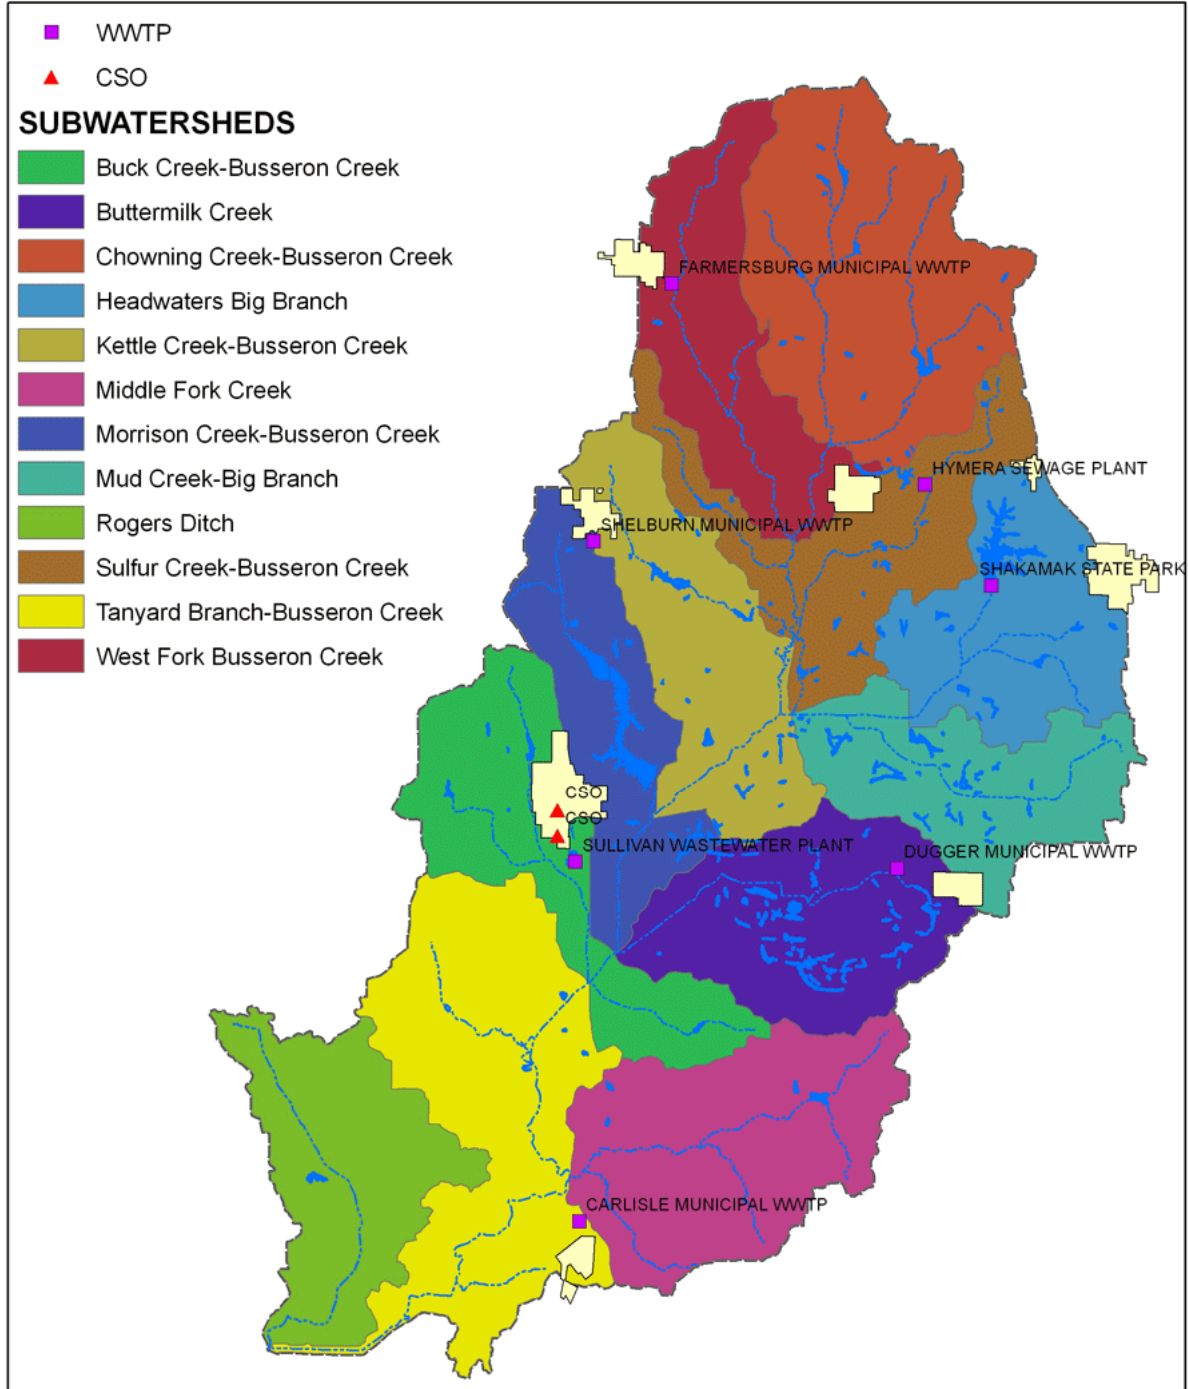 WWTP
CSO
SUBWATERSHEDS
Buck Creek-Busseron Creek
Buttermilk Creek
Chowning Creek-Busseron Creek
Headwaters Big Branch
Kettle Creek-Busseron Creek
Middle Fork Creek
Morrison Creek-Busseron Creek
Mud Creek-Big Branch
Rogers Ditch
Sulfur Creek-Busseron Creek
Tanyard Branch-Busseron Creek
West Fork Busseron Creek
FARMERSBURG MUNICIPAL WWTP
HYMERA SEWAGE PLANT
SHELBURN MUNICIPAL WWTP
SHAKAMAK STATE PARK
CSO
CSO
SULLIVAN WASTEWATER PLANT
DUGGER MUNICIPAL WWTP
CARLISLE MUNICIPAL WWTP